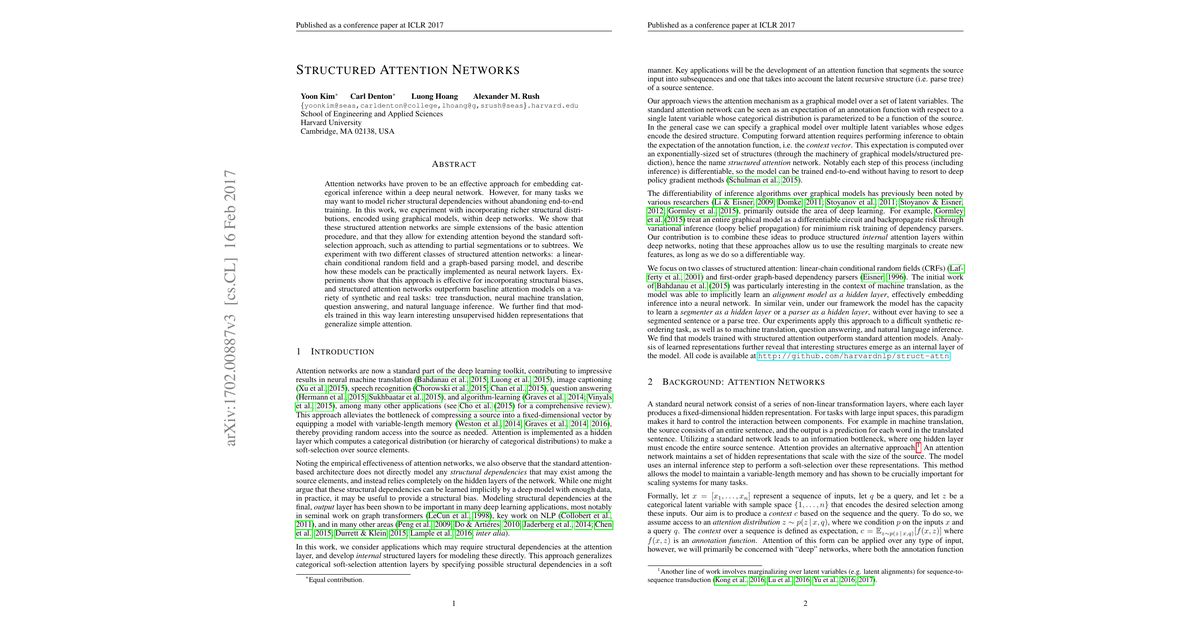 Published as a conference paper at ICLR 2017
STRUCTURED ATTENTION NETWORKS
Yoon Kim* Carl Denton* Luong Hoang Alexander M. Rush
{yoonkim@seas,carldenton@college,lhoang@g,srush@seas}.harvard.edu
School of Engineering and Applied Sciences
Harvard University
Cambridge, MA 02138, USA
ABSTRACT
Attention networks have proven to be an effective approach for embedding cat-
egorical inference within a deep neural network. However, for many tasks we
may want to model richer structural dependencies without abandoning end-to-end
training. In this work, we experiment with incorporating richer structural distribu-
tions, encoded using graphical models, within deep networks. We show that
these structured attention networks are simple extensions of the basic attention
procedure, and that they allow for extending attention beyond the standard soft-
selection approach, such as attending to partial segmentations or to subtrees. We
experiment with two different classes of structured attention networks: a linear-
chain conditional random field and a graph-based parsing model, and describe
how these models can be practically implemented as neural network layers. Ex-
periments show that this approach is effective for incorporating structural biases,
and structured attention networks outperform baseline attention models on a va-
riety of synthetic and real tasks: tree transduction, neural machine translation,
question answering, and natural language inference. We further find that mod-
els trained in this way learn interesting unsupervised hidden representations that
generalize simple attention.
1 INTRODUCTION
Attention networks are now a standard part of the deep learning toolkit, contributing to impressive
results in neural machine translation (Bahdanau et al., 2015; Luong et al., 2015), image captioning
(Xu et al., 2015), speech recognition (Chorowski et al., 2015; Chan et al., 2015), question answering
(Hermann et al., 2015; Sukhbaatar et al., 2015), and algorithm-learning (Graves et al., 2014; Vinyals
et al., 2015), among many other applications (see Cho et al. (2015) for a comprehensive review).
This approach alleviates the bottleneck of compressing a source into a fixed-dimensional vector by
equipping a model with variable-length memory (Weston et al., 2014; Graves et al., 2014; 2016),
thereby providing random access into the source as needed. Attention is implemented as a hidden
layer which computes a categorical distribution (or hierarchy of categorical distributions) to make a
soft-selection over source elements.
Noting the empirical effectiveness of attention networks, we also observe that the standard attention-
based architecture does not directly model any structural dependencies that may exist among the
source elements, and instead relies completely on the hidden layers of the network. While one might
argue that these structural dependencies can be learned implicitly by a deep model with enough data,
in practice, it may be useful to provide a structural bias. Modeling structural dependencies at the
final, output layer has been shown to be important in many deep learning applications, most notably
in seminal work on graph transformers (LeCun et al., 1998), key work on NLP (Collobert et al.,
2011), and in many other areas (Peng et al., 2009; Do & Artiéres, 2010; Jaderberg et al., 2014; Chen
et al., 2015; Durrett & Klein, 2015; Lample et al., 2016, inter alia).
In this work, we consider applications which may require structural dependencies at the attention
layer, and develop internal structured layers for modeling these directly. This approach generalizes
categorical soft-selection attention layers by specifying possible structural dependencies in a soft
*Equal contribution.
1
arXiv:1702.00887v3 [cs.CL] 16 Feb 2017
Published as a conference paper at ICLR 2017
manner. Key applications will be the development of an attention function that segments the source
input into subsequences and one that takes into account the latent recursive structure (i.e. parse tree)
of a source sentence.
Our approach views the attention mechanism as a graphical model over a set of latent variables. The
standard attention network can be seen as an expectation of an annotation function with respect to a
single latent variable whose categorical distribution is parameterized to be a function of the source.
In the general case we can specify a graphical model over multiple latent variables whose edges
encode the desired structure. Computing forward attention requires performing inference to obtain
the expectation of the annotation function, i.e. the context vector. This expectation is computed over
an exponentially-sized set of structures (through the machinery of graphical models/structured pre-
diction), hence the name structured attention network. Notably each step of this process (including
inference) is differentiable, so the model can be trained end-to-end without having to resort to deep
policy gradient methods (Schulman et al., 2015).
The differentiability of inference algorithms over graphical models has previously been noted by
various researchers (Li & Eisner, 2009; Domke, 2011; Stoyanov et al., 2011; Stoyanov & Eisner,
2012; Gormley et al., 2015), primarily outside the area of deep learning. For example, Gormley
et al. (2015) treat an entire graphical model as a differentiable circuit and backpropagate risk through
variational inference (loopy belief propagation) for minimium risk training of dependency parsers.
Our contribution is to combine these ideas to produce structured internal attention layers within
deep networks, noting that these approaches allow us to use the resulting marginals to create new
features, as long as we do so a differentiable way.
We focus on two classes of structured attention: linear-chain conditional random fields (CRFs) (Laf-
ferty et al., 2001) and first-order graph-based dependency parsers (Eisner, 1996). The initial work
of Bahdanau et al. (2015) was particularly interesting in the context of machine translation, as the
model was able to implicitly learn an alignment model as a hidden layer, effectively embedding
inference into a neural network. In similar vein, under our framework the model has the capacity
to learn a segmenter as a hidden layer or a parser as a hidden layer, without ever having to see a
segmented sentence or a parse tree. Our experiments apply this approach to a difficult synthetic re-
ordering task, as well as to machine translation, question answering, and natural language inference.
We find that models trained with structured attention outperform standard attention models. Analy-
sis of learned representations further reveal that interesting structures emerge as an internal layer of
the model. All code is available at http://github.com/harvardnlp/struct-attn.
2 BACKGROUND: ATTENTION NETWORKS
A standard neural network consist of a series of non-linear transformation layers, where each layer
produces a fixed-dimensional hidden representation. For tasks with large input spaces, this paradigm
makes it hard to control the interaction between components. For example in machine translation,
the source consists of an entire sentence, and the output is a prediction for each word in the translated
sentence. Utilizing a standard network leads to an information bottleneck, where one hidden layer
must encode the entire source sentence. Attention provides an alternative approach.1 An attention
network maintains a set of hidden representations that scale with the size of the source. The model
uses an internal inference step to perform a soft-selection over these representations. This method
allows the model to maintain a variable-length memory and has shown to be crucially important for
scaling systems for many tasks.
Formally, let x = [x1, . . . , xn] represent a sequence of inputs, let q be a query, and let z be a
categorical latent variable with sample space {1, . . . , n} that encodes the desired selection among
these inputs. Our aim is to produce a context c based on the sequence and the query. To do so, we
assume access to an attention distribution z ∼ p(z | x, q), where we condition p on the inputs x and
a query q. The context over a sequence is defined as expectation, c = Ez∼p(z | x,q)[f(x, z)] where
f(x, z) is an annotation function. Attention of this form can be applied over any type of input,
however, we will primarily be concerned with “deep” networks, where both the annotation function
1Another line of work involves marginalizing over latent variables (e.g. latent alignments) for sequence-to-
sequence transduction (Kong et al., 2016; Lu et al., 2016; Yu et al., 2016; 2017).
2